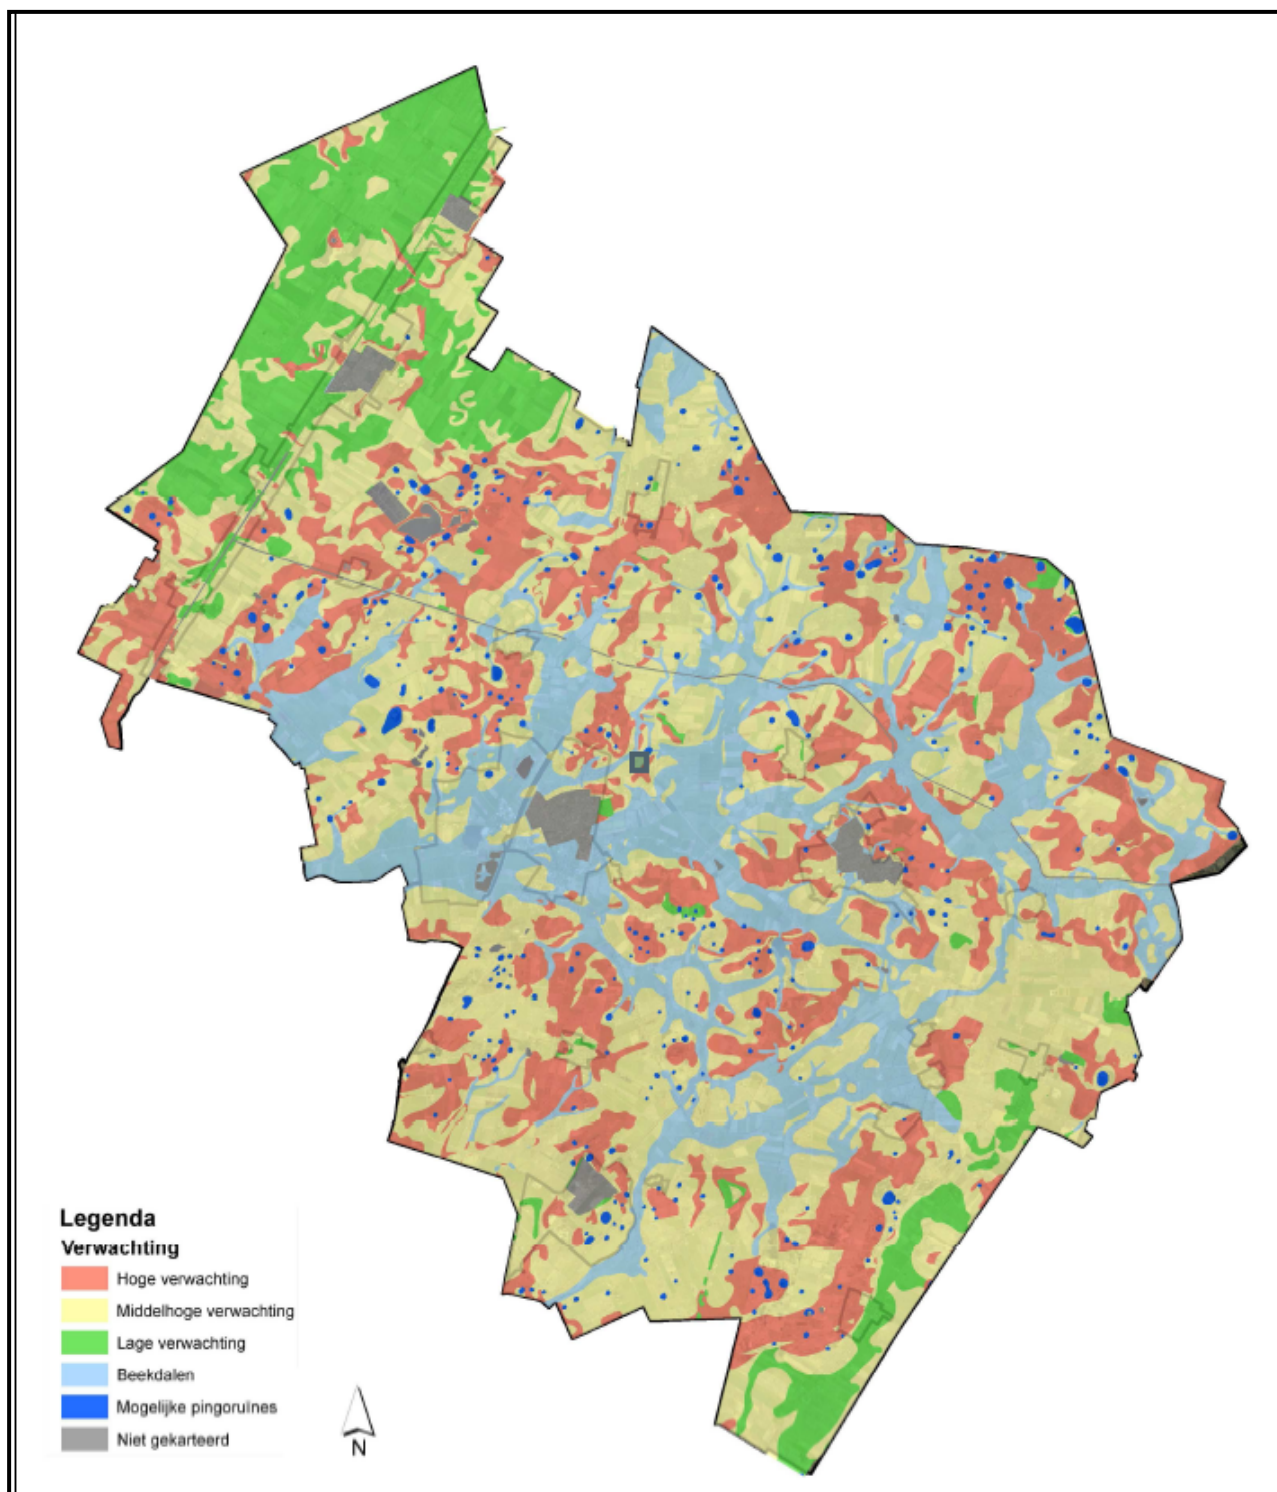 Legenda
Verwachting
Hoge verwachting
Middelhoge verwachting
Lage verwachting
Beekdalen
Mogelijke pingoruïnes
Niet gekarteerd
N